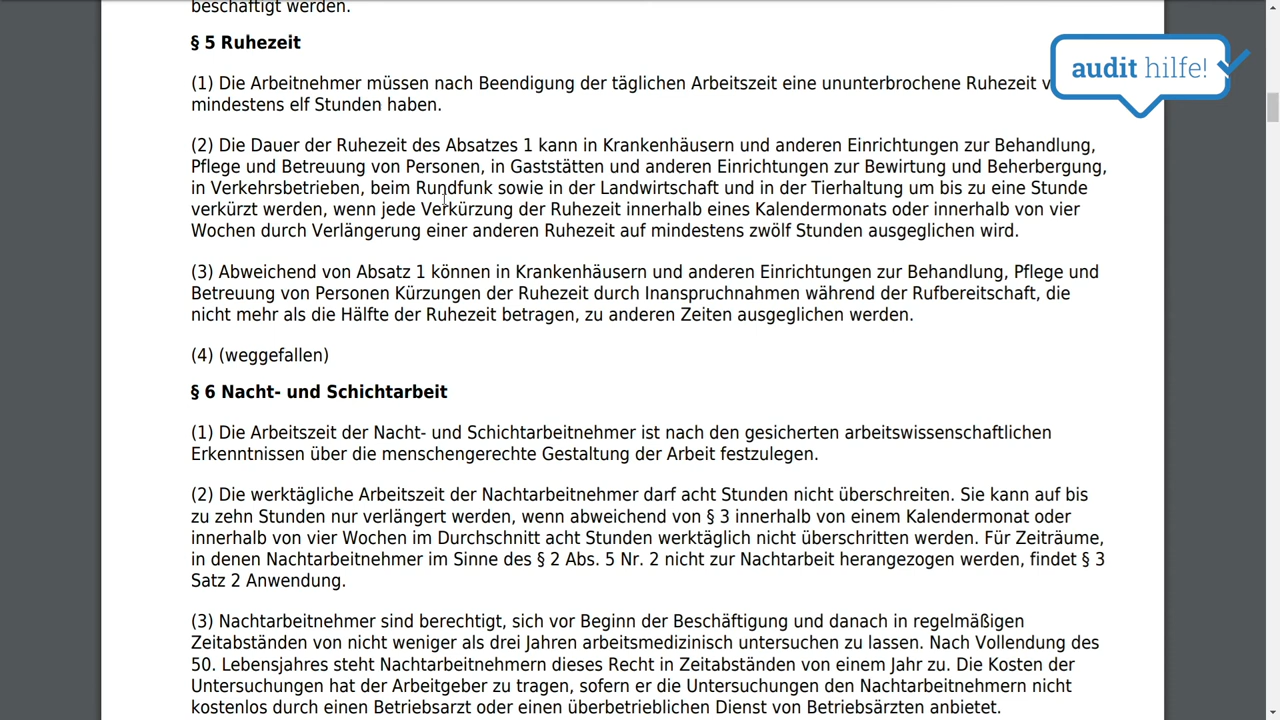 beschäftigt werden.
§ 5 Ruhezeit
(1) Die Arbeitnehmer müssen nach Beendigung der täglichen Arbeitszeit eine ununterbrochene Ruhezeit
mindestens elf Stunden haben.
(2) Die Dauer der Ruhezeit des Absatzes 1 kann in Krankenhäusern und anderen Einrichtungen zur Behandlung,
Pflege und Betreuung von Personen, in Gaststätten und anderen Einrichtungen zur Bewirtung und Beherbergung,
in Verkehrsbetrieben, beim Rundfunk sowie in der Landwirtschaft und in der Tierhaltung um bis zu eine Stunde
verkürzt werden, wenn jede Verkürzung der Ruhezeit innerhalb eines Kalendermonats oder innerhalb von vier
Wochen durch Verlängerung einer anderen Ruhezeit auf mindestens zwölf Stunden ausgeglichen wird.
(3) Abweichend von Absatz 1 können in Krankenhäusern und anderen Einrichtungen zur Behandlung, Pflege und
Betreuung von Personen Kürzungen der Ruhezeit durch Inanspruchnahmen während der Rufbereitschaft, die
nicht mehr als die Hälfte der Ruhezeit betragen, zu anderen Zeiten ausgeglichen werden.
(4) (weggefallen)
§ 6 Nacht- und Schichtarbeit
(1) Die Arbeitszeit der Nacht- und Schichtarbeitnehmer ist nach den gesicherten arbeitswissenschaftlichen
Erkenntnissen über die menschengerechte Gestaltung der Arbeit festzulegen.
(2) Die werktägliche Arbeitszeit der Nachtarbeitnehmer darf acht Stunden nicht überschreiten. Sie kann auf bis
zu zehn Stunden nur verlängert werden, wenn abweichend von § 3 innerhalb von einem Kalendermonat oder
innerhalb von vier Wochen im Durchschnitt acht Stunden werktäglich nicht überschritten werden. Für Zeiträume,
in denen Nachtarbeitnehmer im Sinne des § 2 Abs. 5 Nr. 2 nicht zur Nachtarbeit herangezogen werden, findet § 3
Satz 2 Anwendung.
(3) Nachtarbeitnehmer sind berechtigt, sich vor Beginn der Beschäftigung und danach in regelmäßigen
Zeitabständen von nicht weniger als drei Jahren arbeitsmedizinisch untersuchen zu lassen. Nach Vollendung des
50. Lebensjahres steht Nachtarbeitnehmern dieses Recht in Zeitabständen von einem Jahr zu. Die Kosten der
Untersuchungen hat der Arbeitgeber zu tragen, sofern er die Untersuchungen den Nachtarbeitnehmern nicht
kostenlos durch einen Betriebsarzt oder einen überbetrieblichen Dienst von Betriebsärzten anbietet.
audit hilfe!